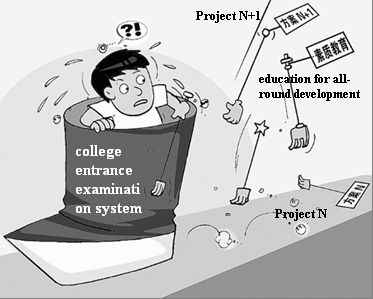 ?!
Project N+1
方案N+1
素质教育
education for all-
round development
college
entrance
examinati
on system
方案N
Project N